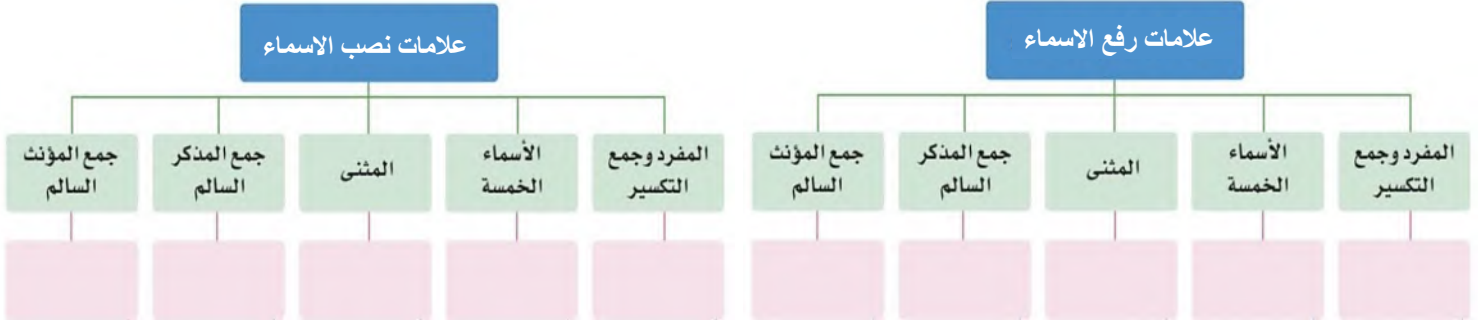 علامات رفع الاسماء
المفرد وجمع
التكسير
الأسماء
الخمسة
المثنى
جمع المذكر
السالم
جمع المؤنث
السالم
علامات نصب الاسماء
المفرد وجمع
التكسير
الأسماء
الخمسة
المثنى
جمع المذكر
السالم
جمع المؤنث
السالم